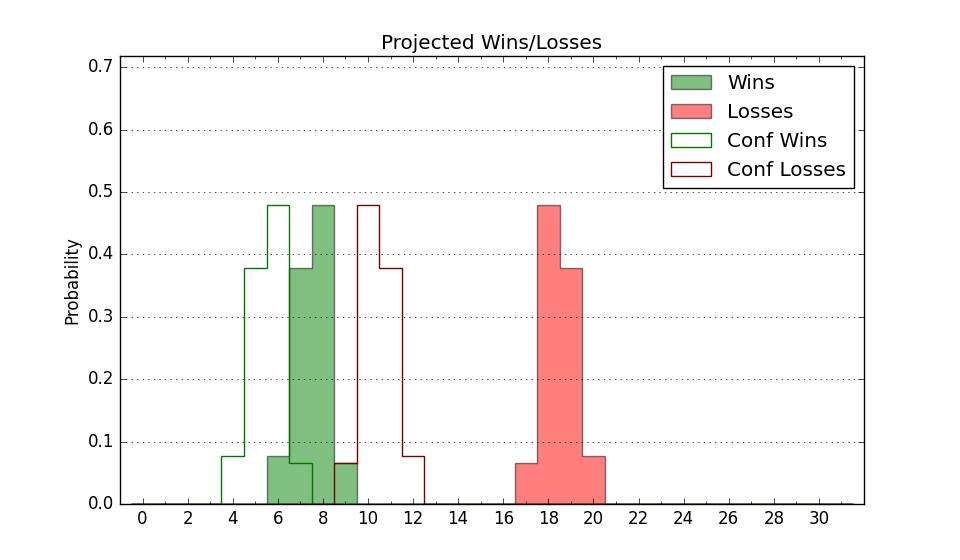 Projected Wins/Losses
0.7
0.6
0.5
0.4
0.3
0.2
0.1
0.0
Probability
Wins
Losses
Conf Wins
Conf Losses
0 2 4 6 8 10 12 14 16 18 20 22 24 26 28 30